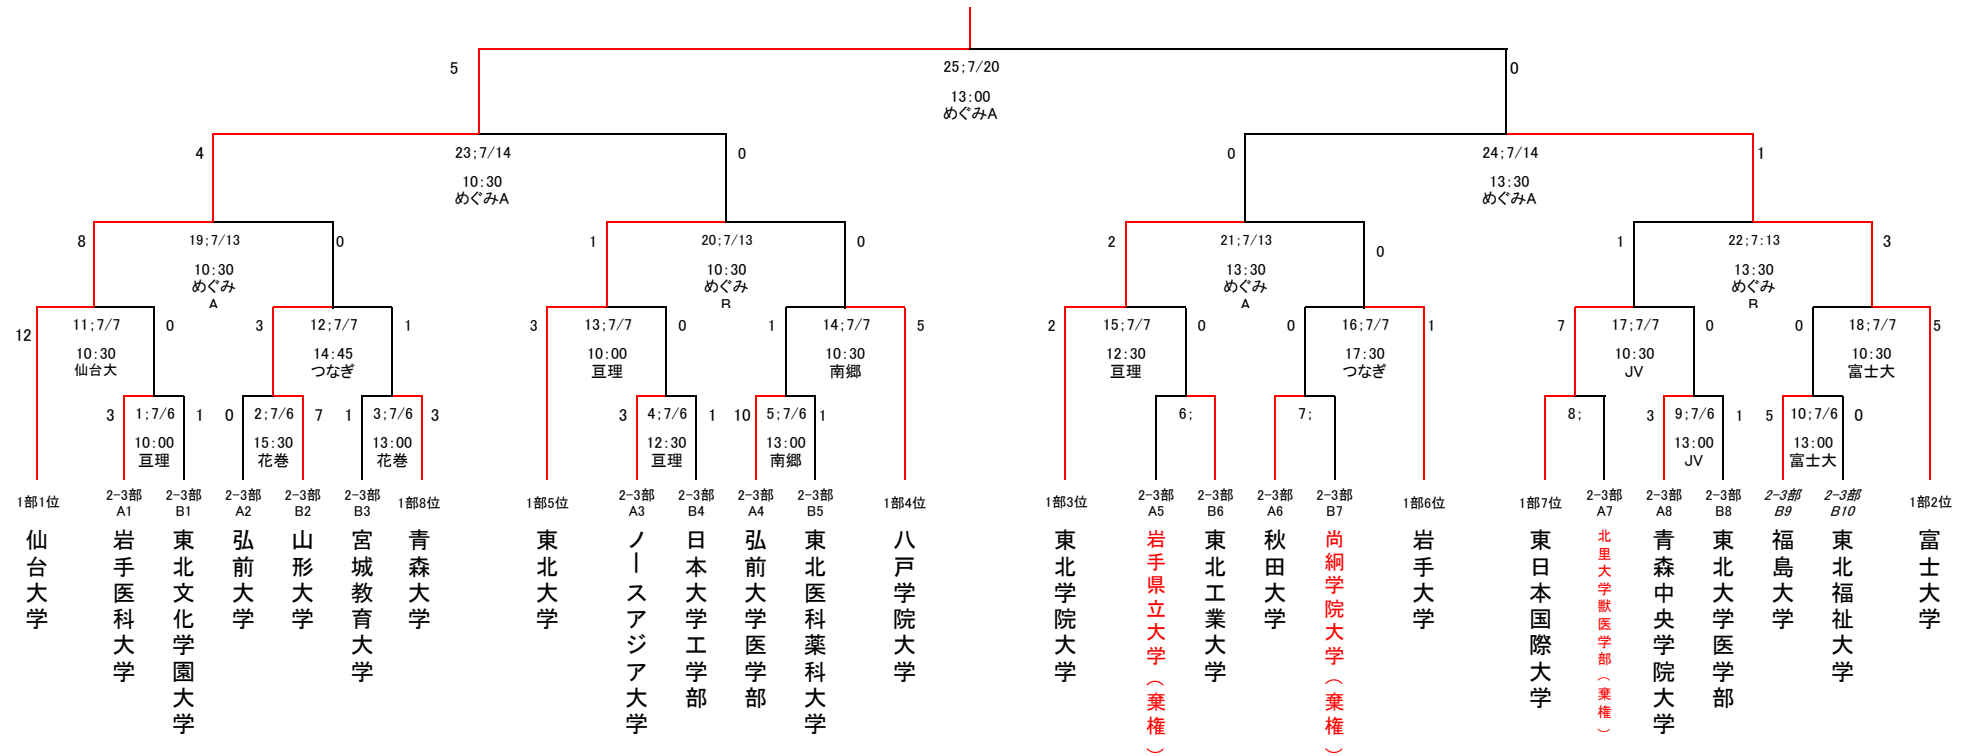 5
25;7/20
0
13:00
めぐみA
4
23;7/14
0
0
24;7/14
1
10:30
めぐみA
13:30
めぐみA
8
19;7/13
0
1
20;7/13
0
2
21;7/13
0
1
22;7:13
3
10:30
めぐみ
A
10:30
めぐみ
B
13:30
めぐみ
A
13:30
めぐみ
B
12
11;7/7
0
3
12;7/7
1
3
13;7/7
0
1
14;7/7
5
2
15;7/7
0
0
16;7/7
1
7
17;7/7
0
0
18;7/7
5
10:30
仙台大
14:45
つなぎ
10:00
亘理
10:30
南郷
12:30
亘理
17:30
つなぎ
10:30
JV
10:30
富士大
3
1;7/6
1
0
2;7/6
7
1
3;7/6
3
3
4;7/6
1
10
5;7/6
1
6;
7;
8;
3
9;7/6
1
5
10;7/6
0
10:00
亘理
15:30
花巻
13:00
花巻
12:30
亘理
13:00
南郷
13:00
JV
13:00
富士大
1部1位
仙台大学
2-3部
A1
岩手医科大学
2-3部
B1
東北文化学園大学
2-3部
A2
弘前大学
2-3部
B2
山形大学
2-3部
B3
宮城教育大学
1部8位
青森大学
1部5位
東北大学
2-3部
A3
ノースアジア大学
2-3部
B4
日本大学工学部
2-3部
A4
弘前大学医学部
2-3部
B5
東北医科薬科大学
1部4位
八戸学院大学
1部3位
東北学院大学
2-3部
A5
岩手県立大学（棄権）
2-3部
B6
東北工業大学
2-3部
A6
秋田大学
2-3部
B7
尚絅学院大学（棄権）
1部6位
岩手大学
1部7位
東日本国際大学
2-3部
A7
北里大学獣医学部（棄権）
2-3部
A8
青森中央学院大学
2-3部
B8
東北大学医学部
2-3部
B9
福島大学
2-3部
B10
東北福祉大学
1部2位
富士大学